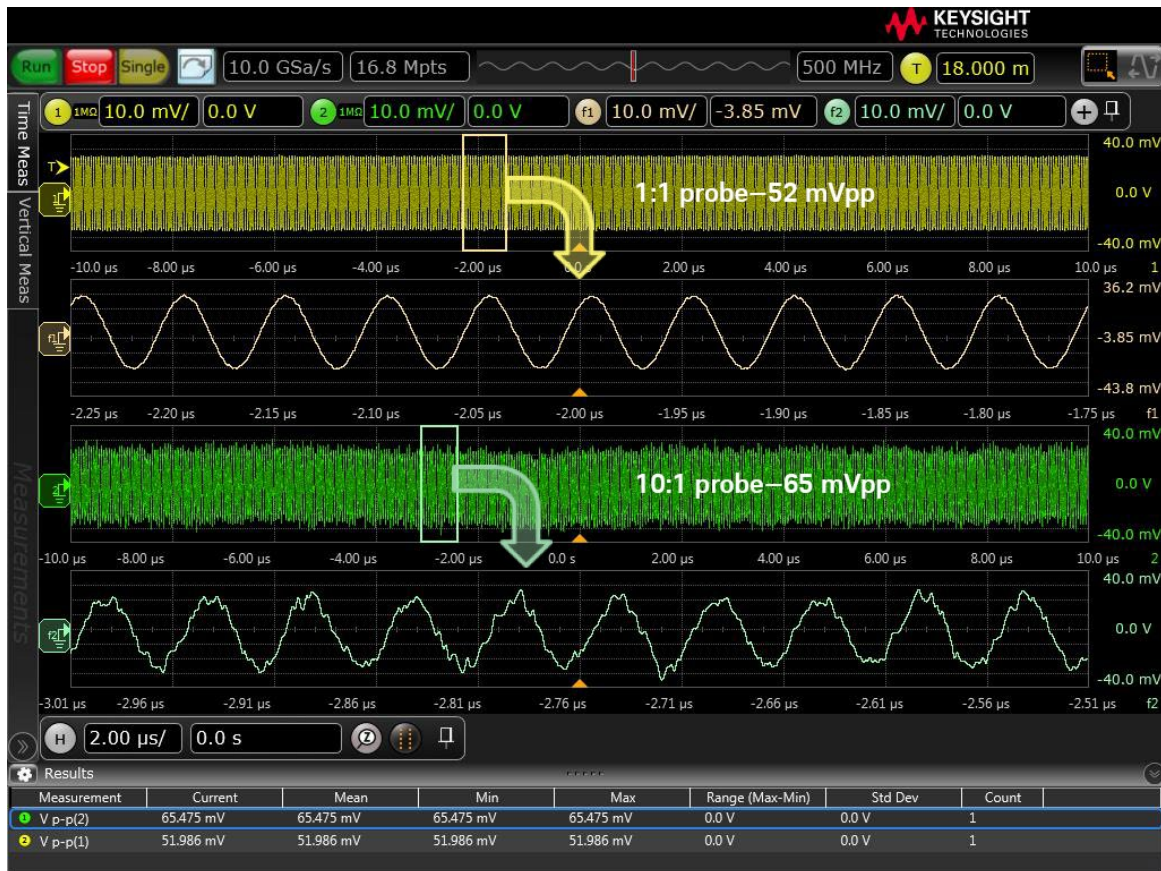 KEYSIGHT
TECHNOLOGIES
Run Stop Single 10.0 GSa/s 16.8 Mpts 500 MHz T 18.000 m
1 1MΩ 10.0 mV/ 0.0 V 2 1MΩ 10.0 mV/ 0.0 V f1 10.0 mV/ -3.85 mV f2 10.0 mV/ 0.0 V +
Time Meas
Vertical Meas
Measurements
40.0 mV
T
1:1 probe–52 mVpp
0.0 V
1
-40.0 mV
-10.0 µs -8.00 µs -6.00 µs -4.00 µs -2.00 µs 0.0 s 2.00 µs 4.00 µs 6.00 µs 8.00 µs 10.0 µs 1
36.2 mV
f1 -3.85 mV
-43.8 mV
-2.25 µs -2.20 µs -2.15 µs -2.10 µs -2.05 µs -2.00 µs -1.95 µs -1.90 µs -1.85 µs -1.80 µs -1.75 µs f1
40.0 mV
2 10:1 probe–65 mVpp 0.0 V
-40.0 mV
-10.0 µs -8.00 µs -6.00 µs -4.00 µs -2.00 µs 0.0 s 2.00 µs 4.00 µs 6.00 µs 8.00 µs 10.0 µs 2
40.0 mV
f2 0.0 V
-40.0 mV
-3.01 µs -2.96 µs -2.91 µs -2.86 µs -2.81 µs -2.76 µs -2.71 µs -2.66 µs -2.61 µs -2.56 µs -2.51 µs f2
H 2.00 µs/ 0.0 s Z
Results
Measurement Current Mean Min Max Range (Max-Min) Std Dev Count
1 V p-p(2) 65.475 mV 65.475 mV 65.475 mV 65.475 mV 0.0 V 0.0 V 1
2 V p-p(1) 51.986 mV 51.986 mV 51.986 mV 51.986 mV 0.0 V 0.0 V 1